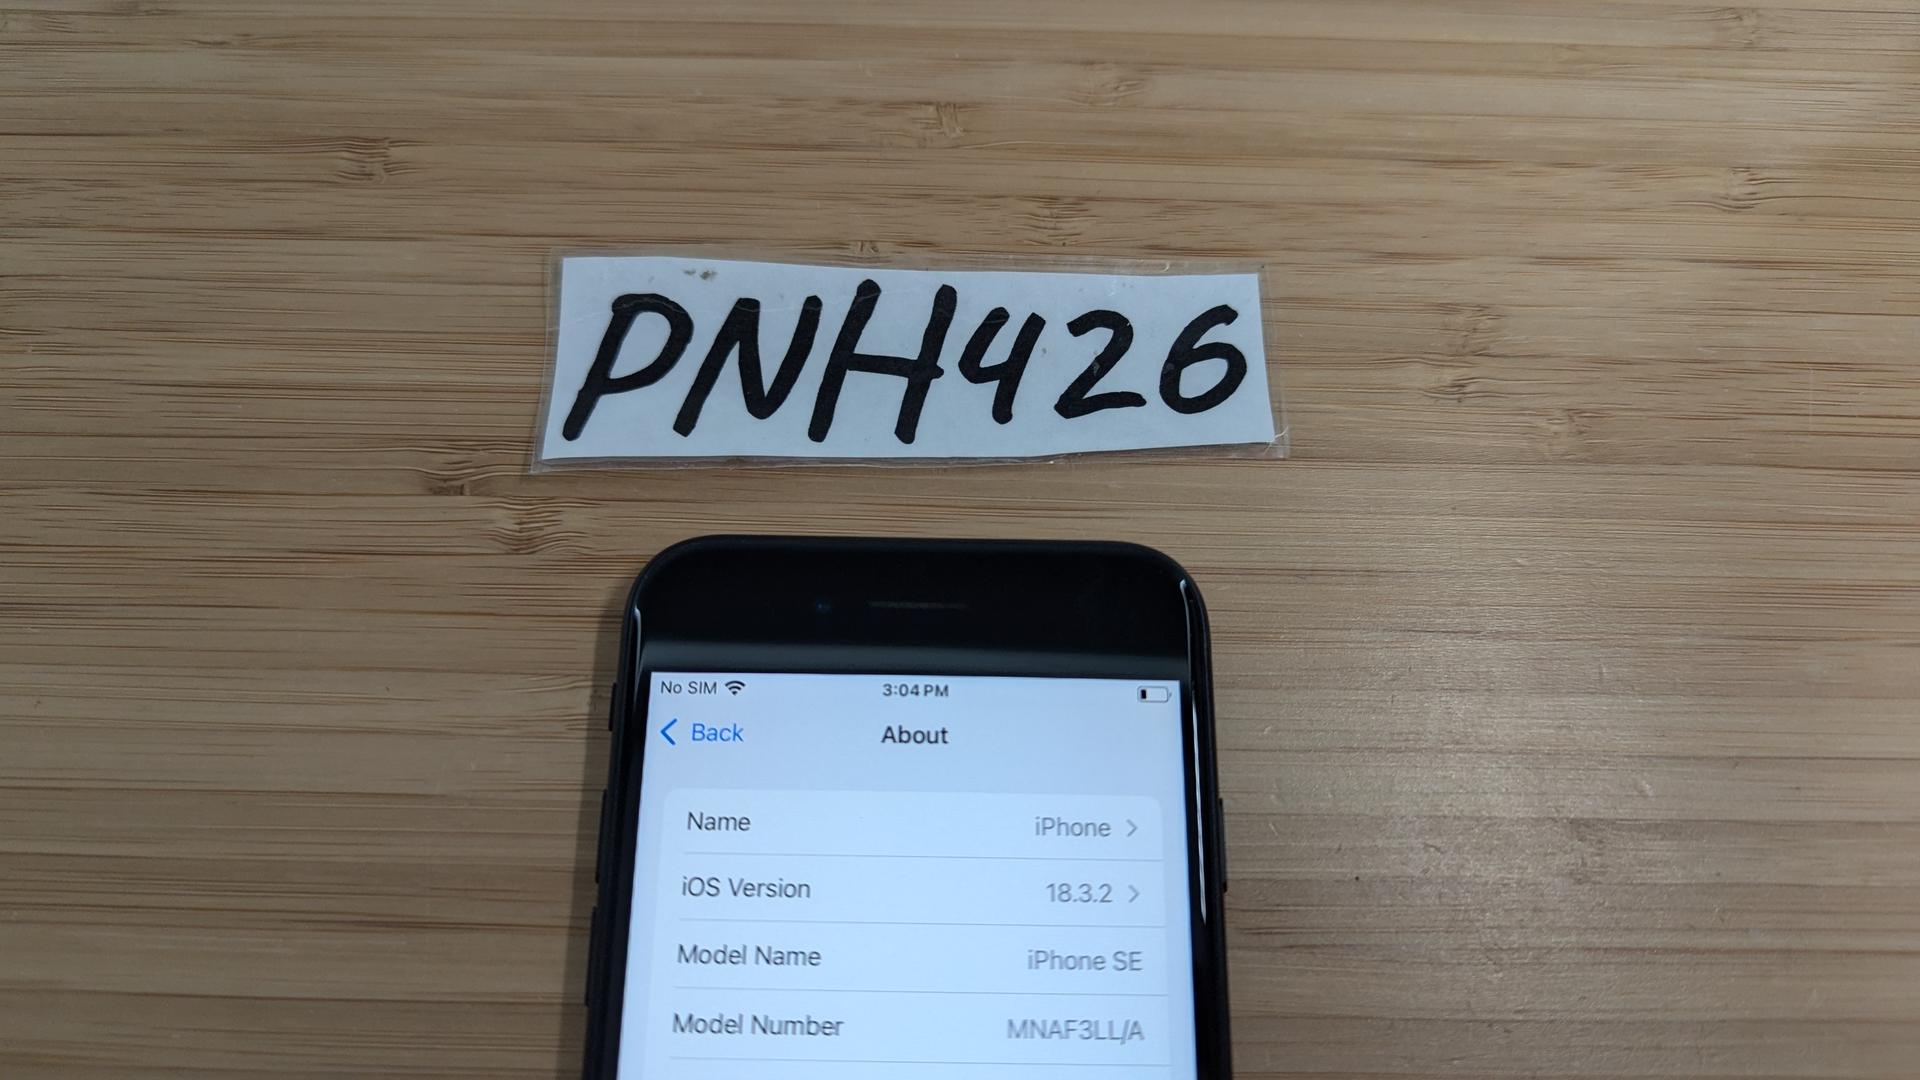 PNH426
No SIM 3:04 PM
Back About
Name iPhone
iOS Version 18.3.2
Model Name iPhone SE
Model Number MNAF3LL/A